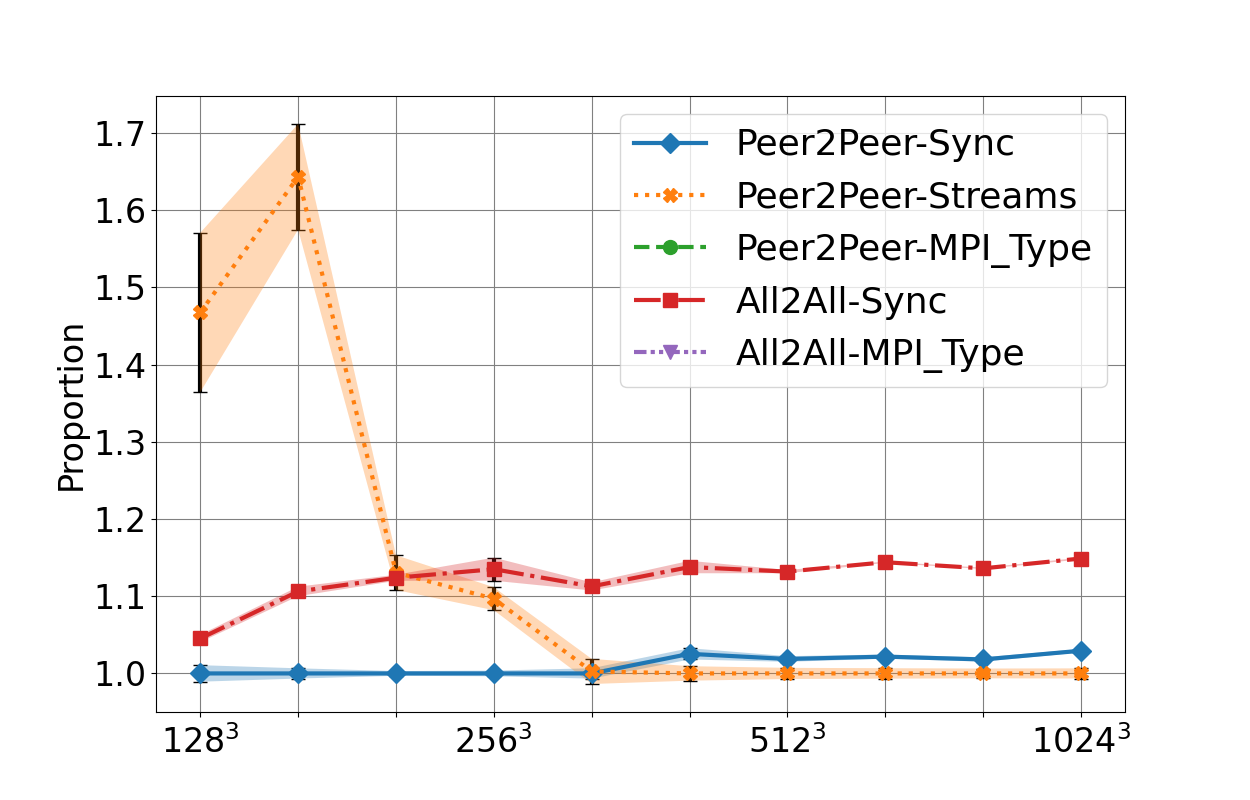 Proportion
1.7
1.6
1.5
1.4
1.3
1.2
1.1
1.0
128³
256³
512³
1024³
Peer2Peer-Sync
Peer2Peer-Streams
Peer2Peer-MPI_Type
All2All-Sync
All2All-MPI_Type